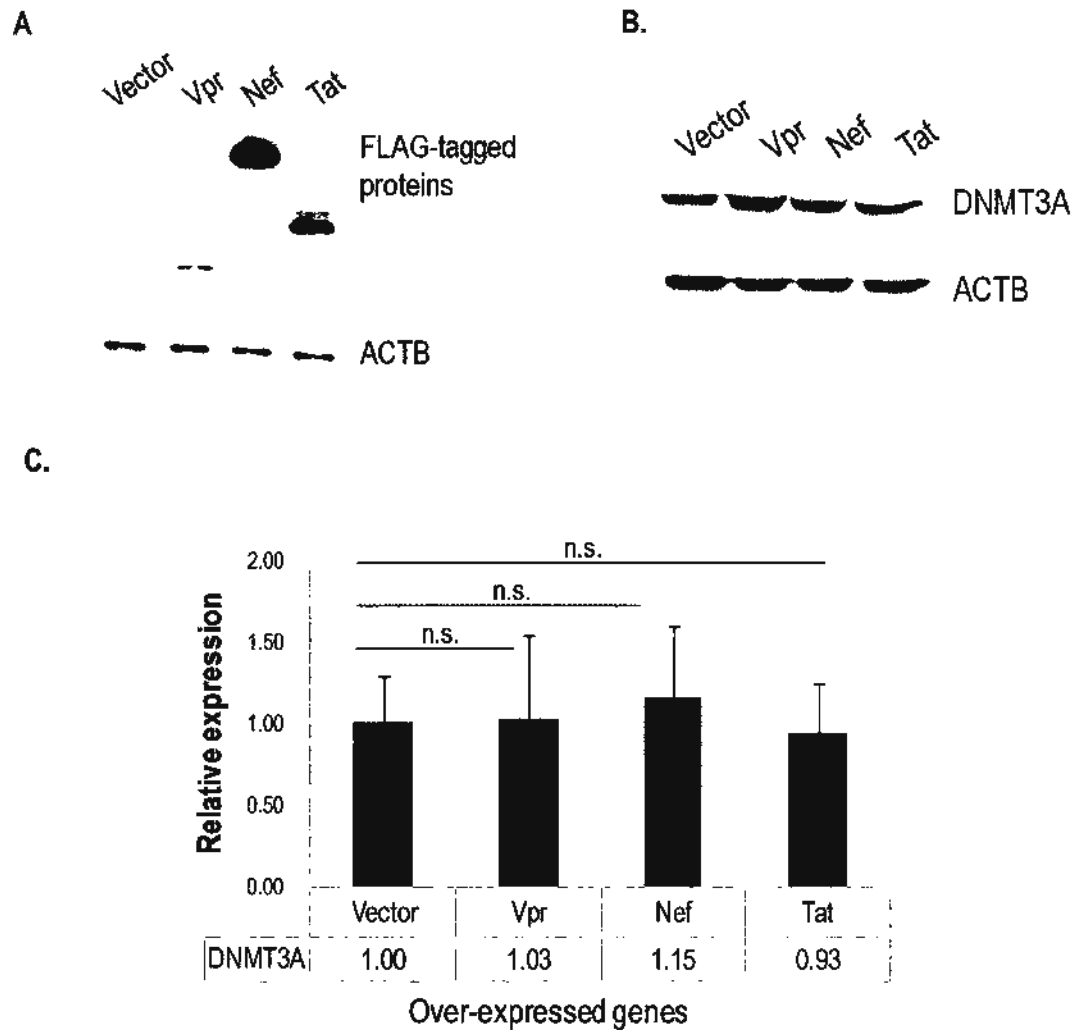 A
Vector Vpr Nef Tat
FLAG-tagged
proteins
ACTB
B.
Vector Vpr Nef Tat
DNMT3A
ACTB
C.
Relative expression
2.00
1.50
1.00
0.50
0.00
n.s.
n.s.
n.s.
Vector Vpr Nef Tat
DNMT3A 1.00 1.03 1.15 0.93
Over-expressed genes